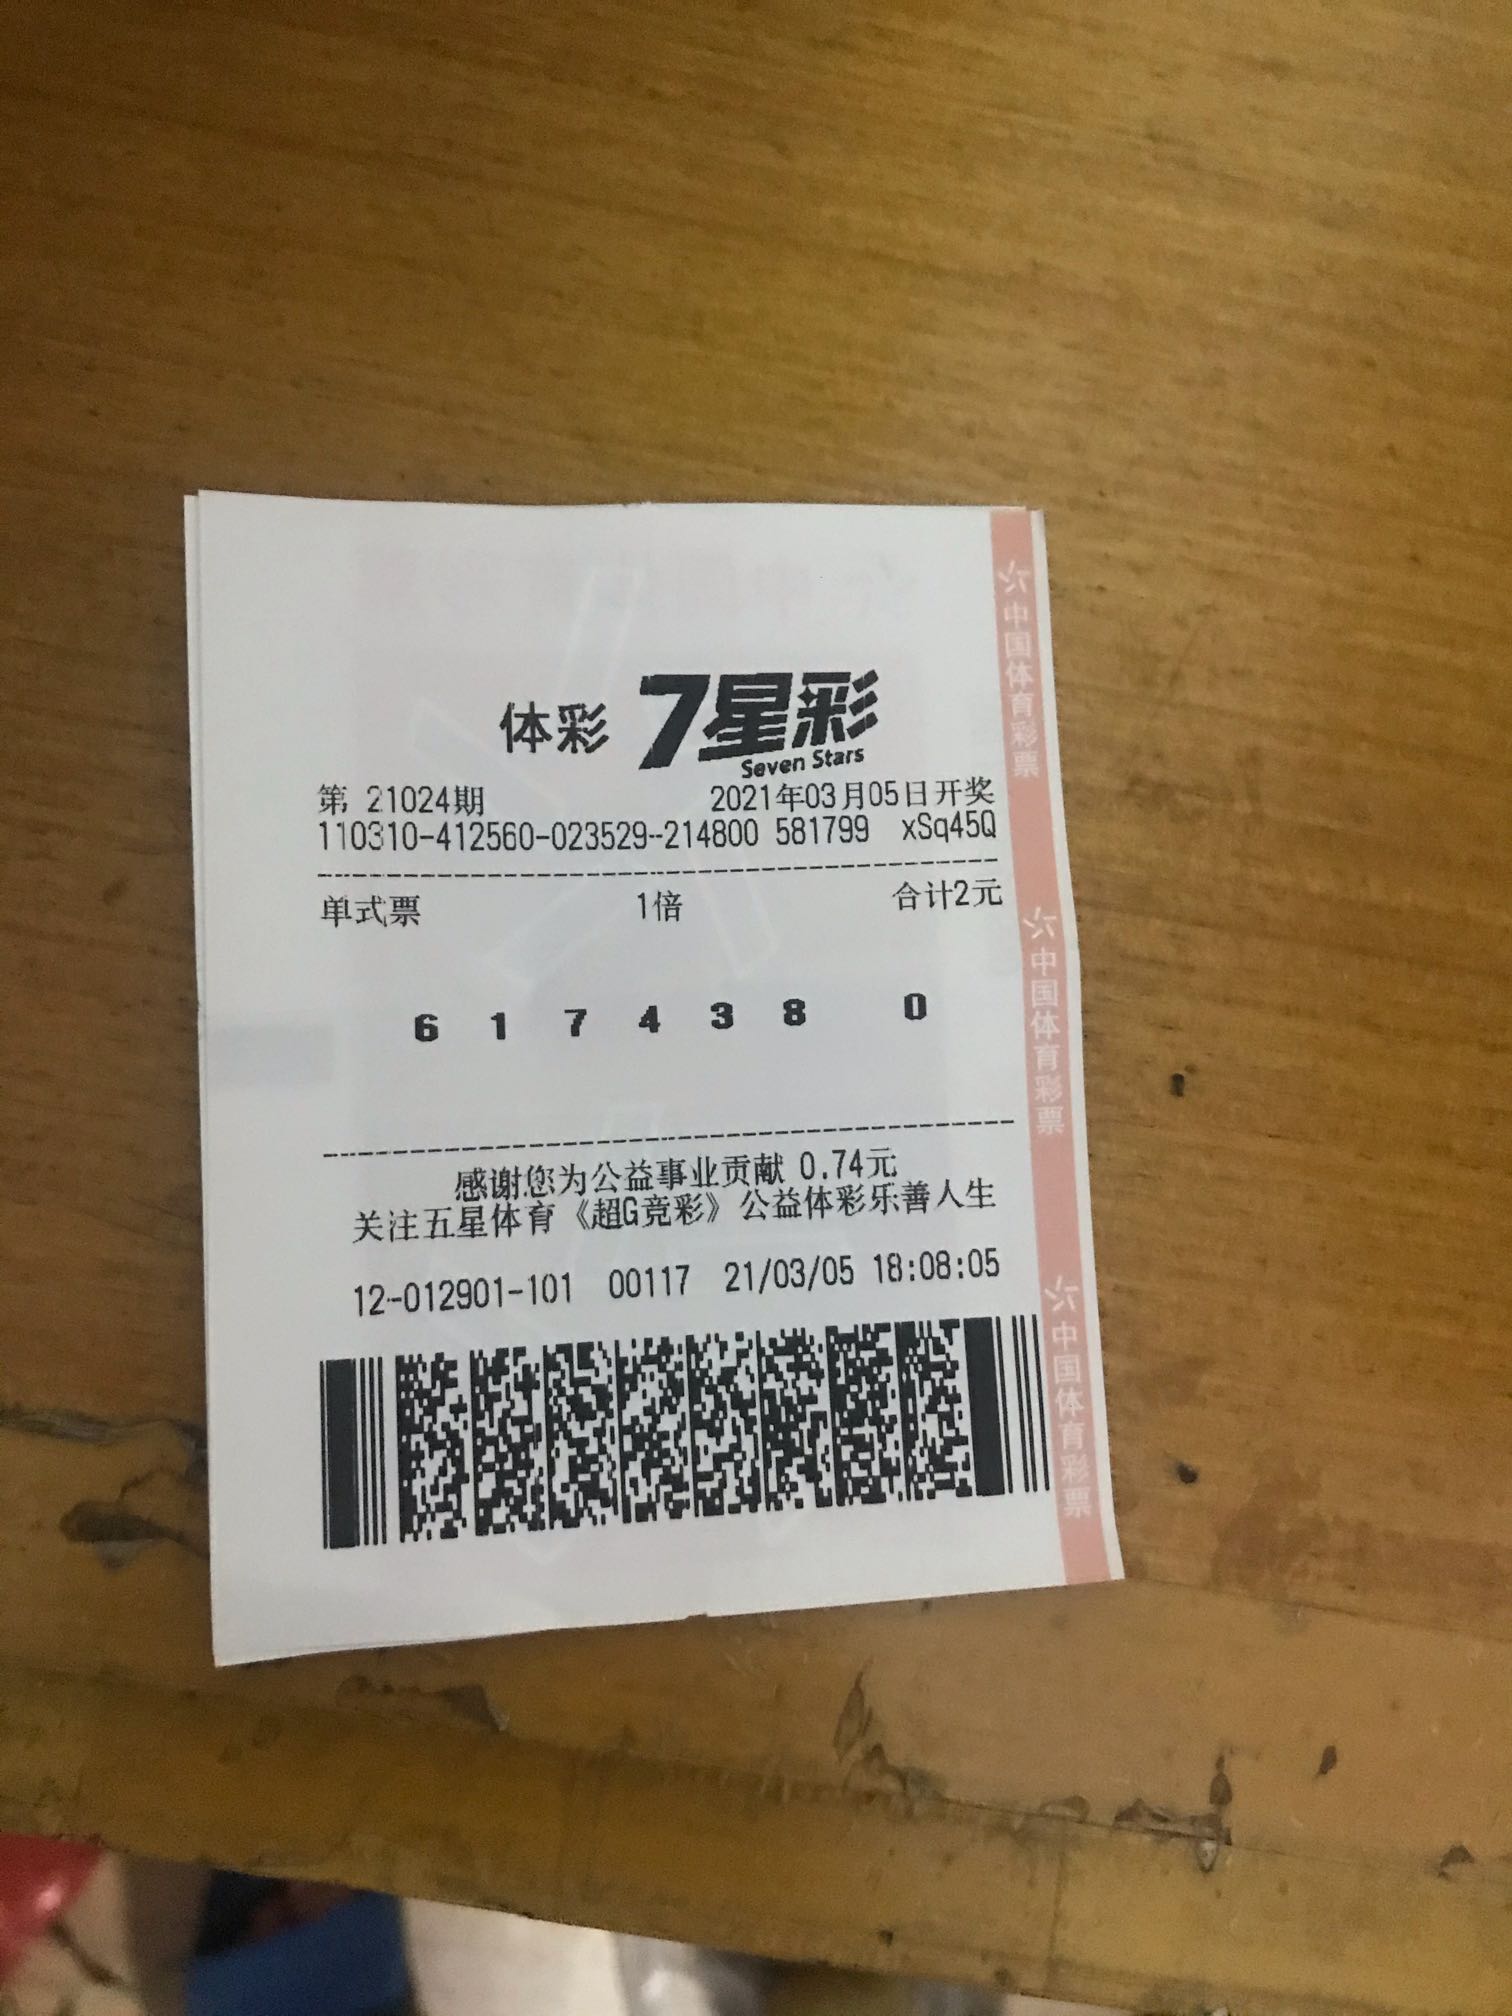 体彩 7星彩
Seven Stars
第 21024期 2021年03月05日开奖
110310-412560-023529--214800 581799 xSq45Q
单式票 1倍 合计2元
6 1 7 4 3 8 0
感谢您为公益事业贡献 0.74元
关注五星体育《超G竞彩》公益体彩乐善人生
12-012901-101 00117 21/03/05 18:08:05
中国体育彩票
中国体育彩票
中国体育彩票